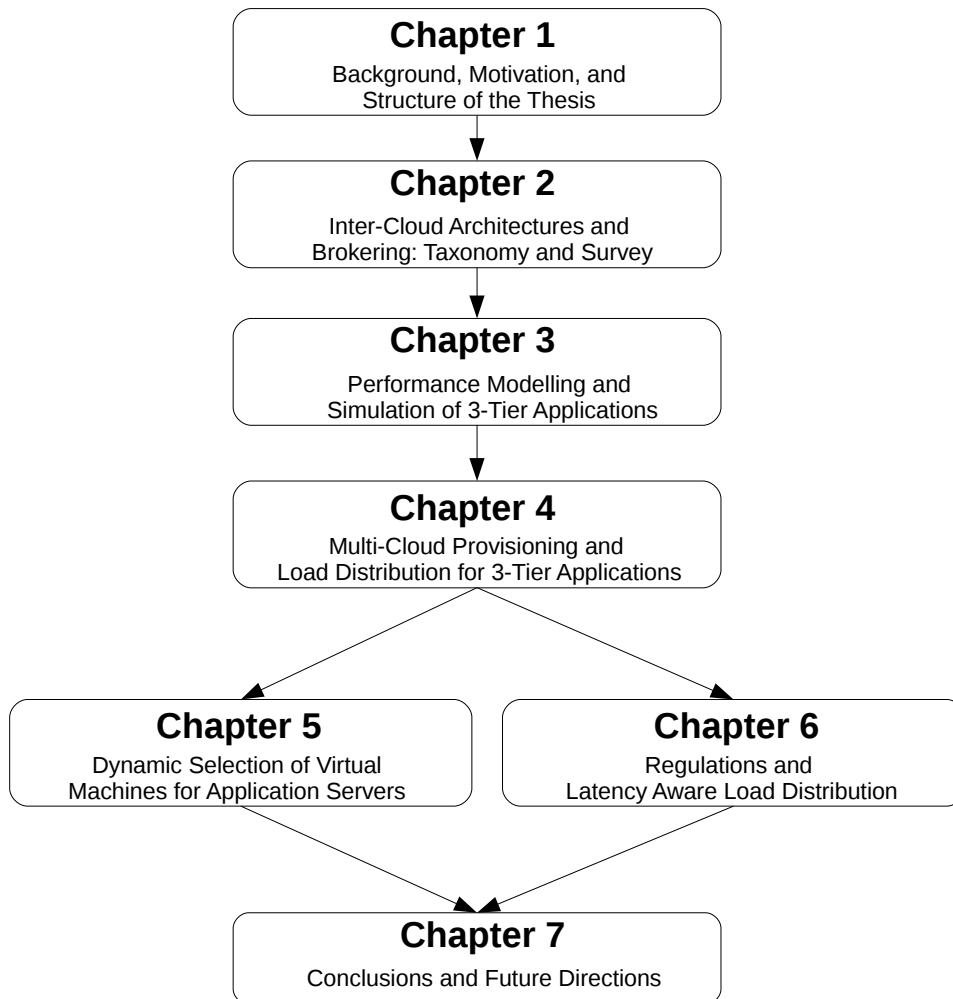 Chapter 1
Background, Motivation, and
Structure of the Thesis
Chapter 2
Inter-Cloud Architectures and
Brokering: Taxonomy and Survey
Chapter 3
Performance Modelling and
Simulation of 3-Tier Applications
Chapter 4
Multi-Cloud Provisioning and
Load Distribution for 3-Tier Applications
Chapter 5
Dynamic Selection of Virtual
Machines for Application Servers
Chapter 6
Regulations and
Latency Aware Load Distribution
Chapter 7
Conclusions and Future Directions